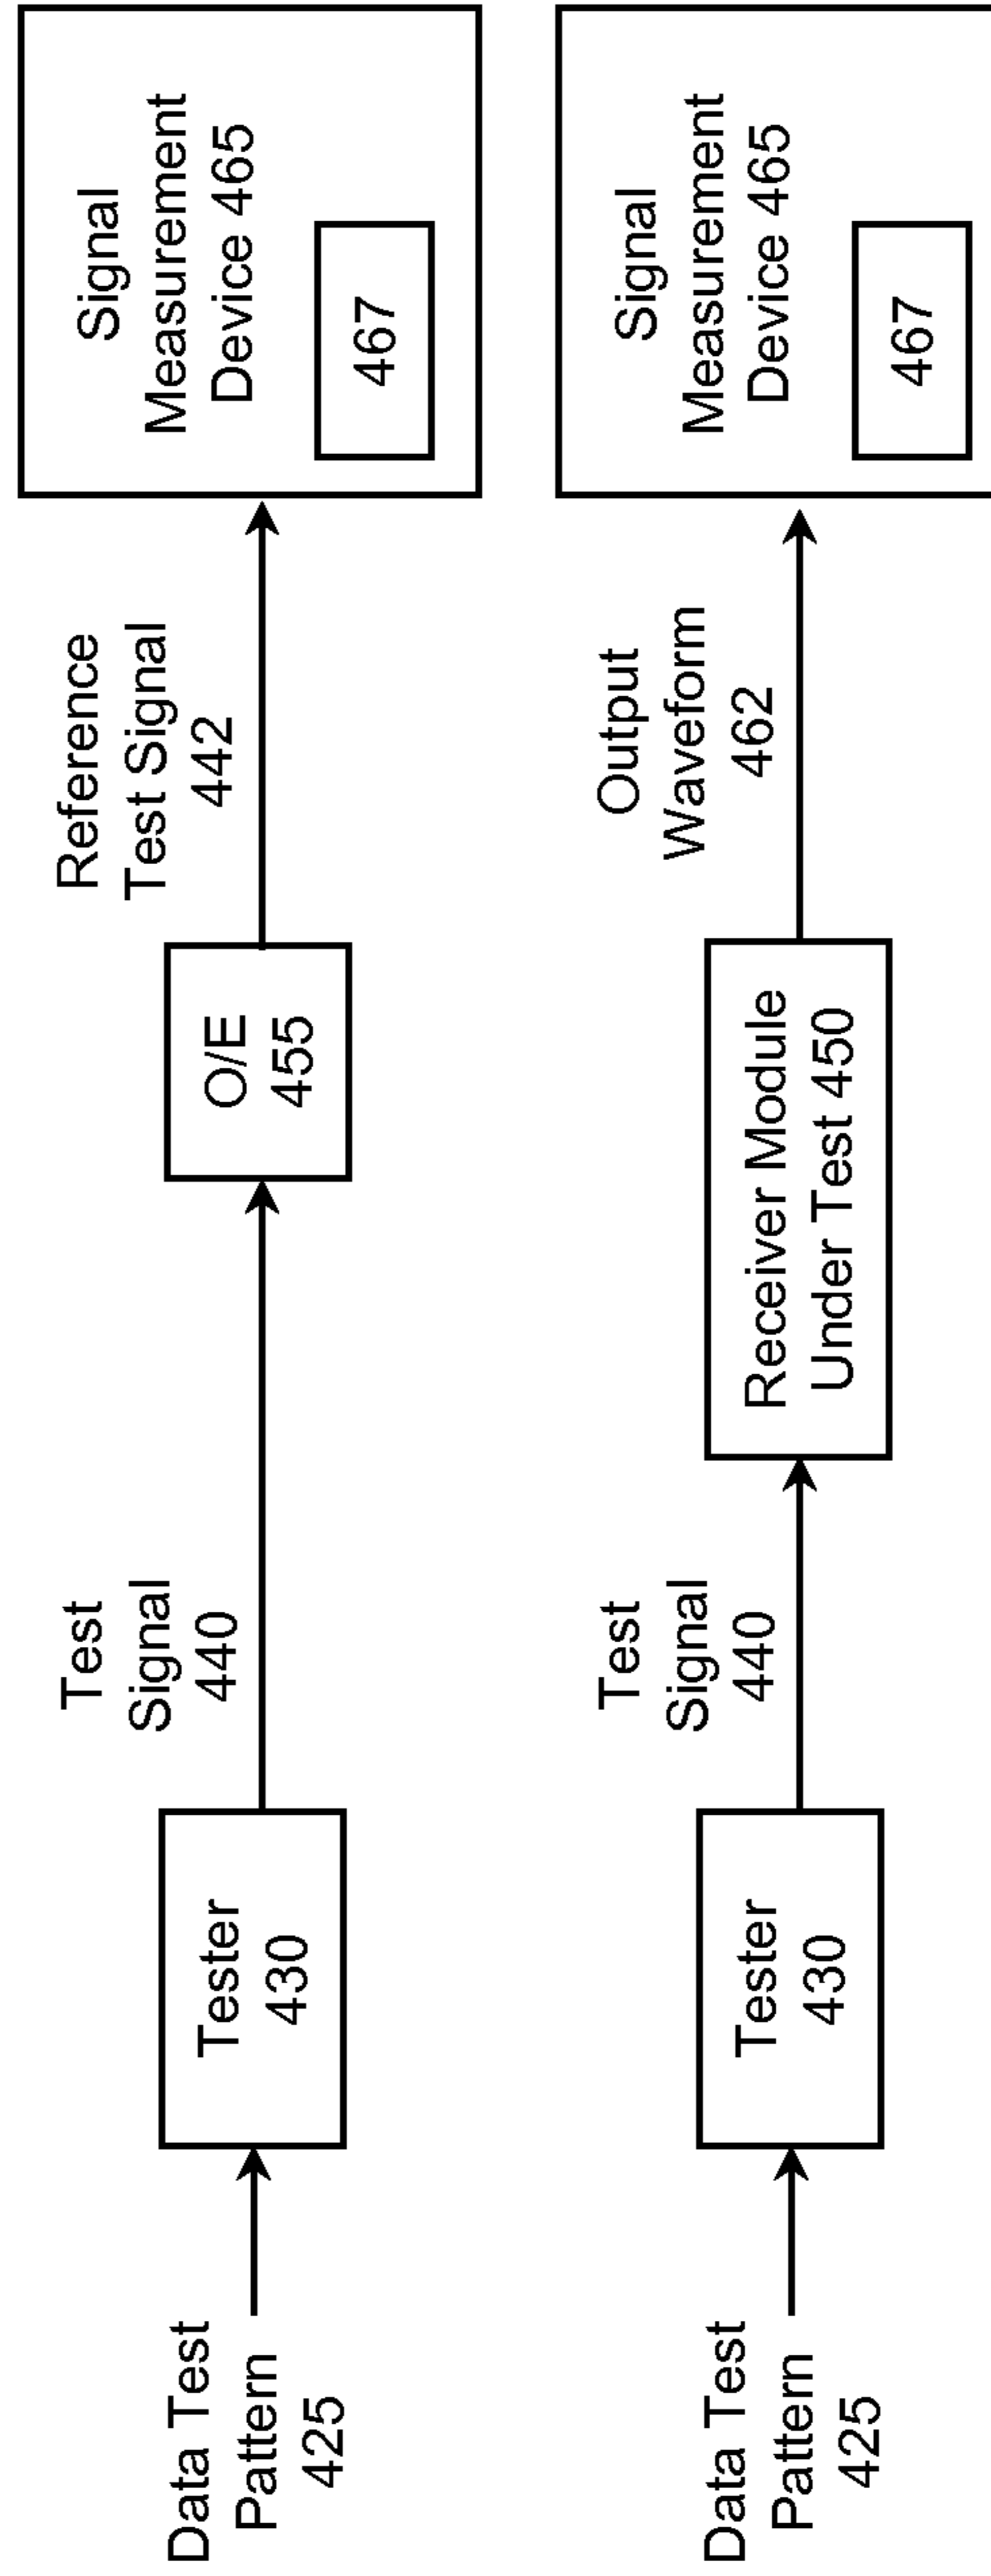 Data Test
Pattern
425
Tester
430
Test
Signal
440
O/E
455
Reference
Test Signal
442
Signal
Measurement
Device 465
467
Data Test
Pattern
425
Tester
430
Test
Signal
440
Receiver Module
Under Test 450
Output
Waveform
462
Signal
Measurement
Device 465
467